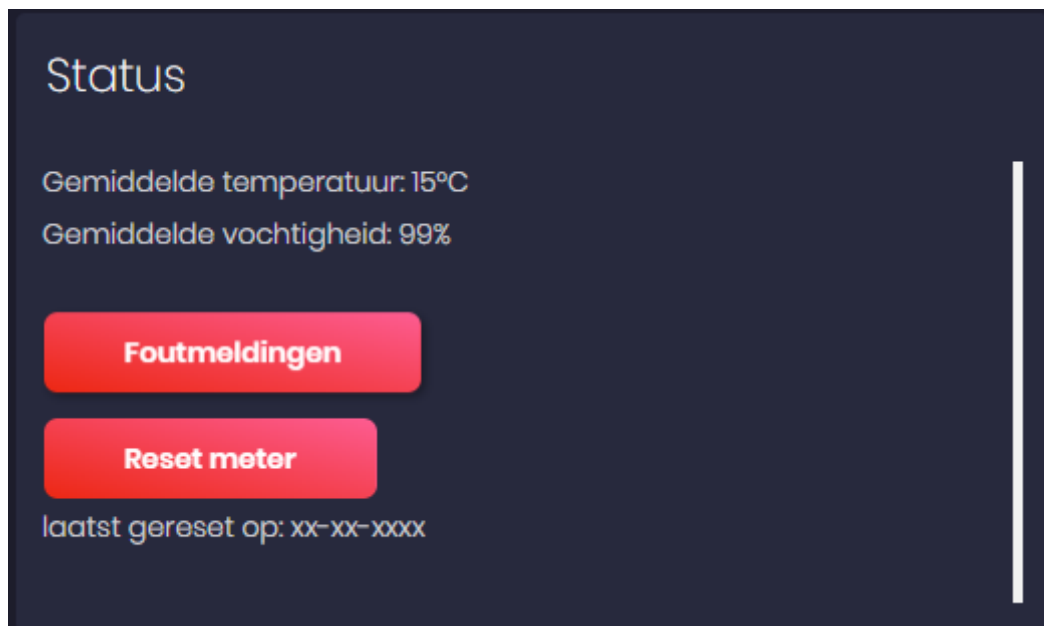 Status
Gemiddelde temperatuur: 15°C
Gemiddelde vochtigheid: 99%
Foutmeldingen
Reset meter
laatst gereset op: xx-xx-xxxx